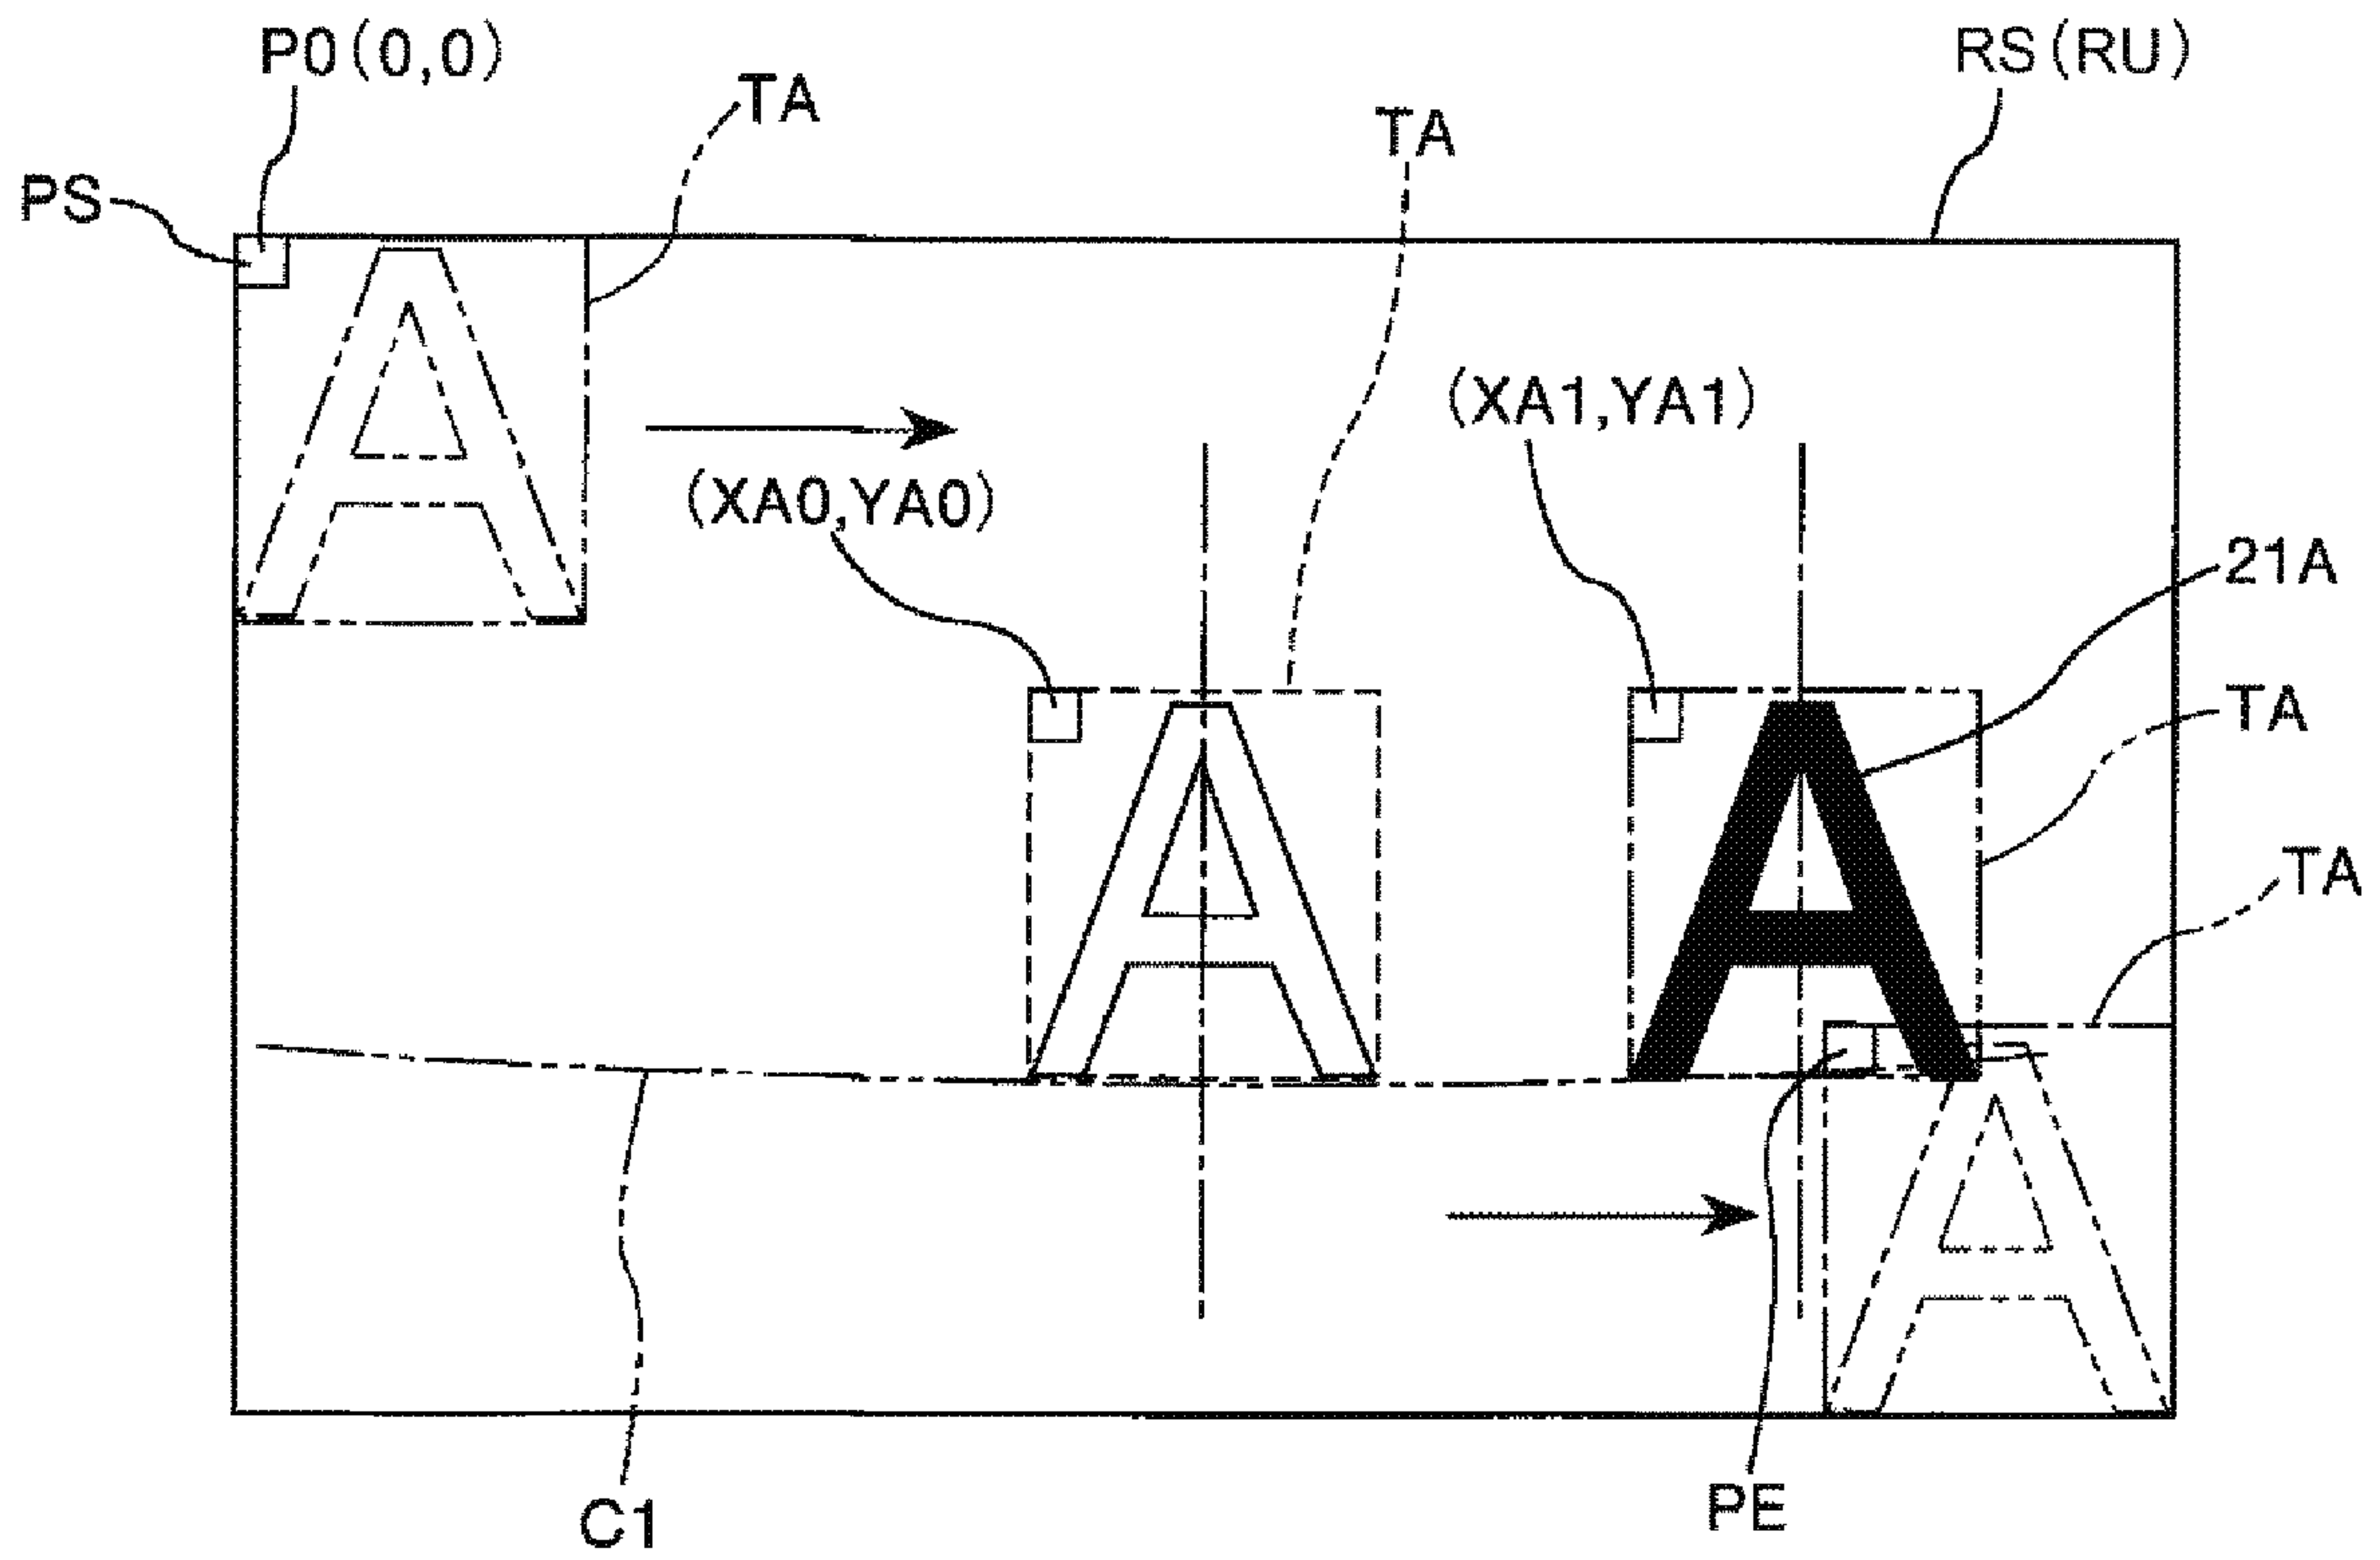 P0(0,0)
RS(RU)
TA
TA
PS
A
(XA1,YA1)
(XA0,YA0)
21A
A
A
TA
TA
A
C1
PE